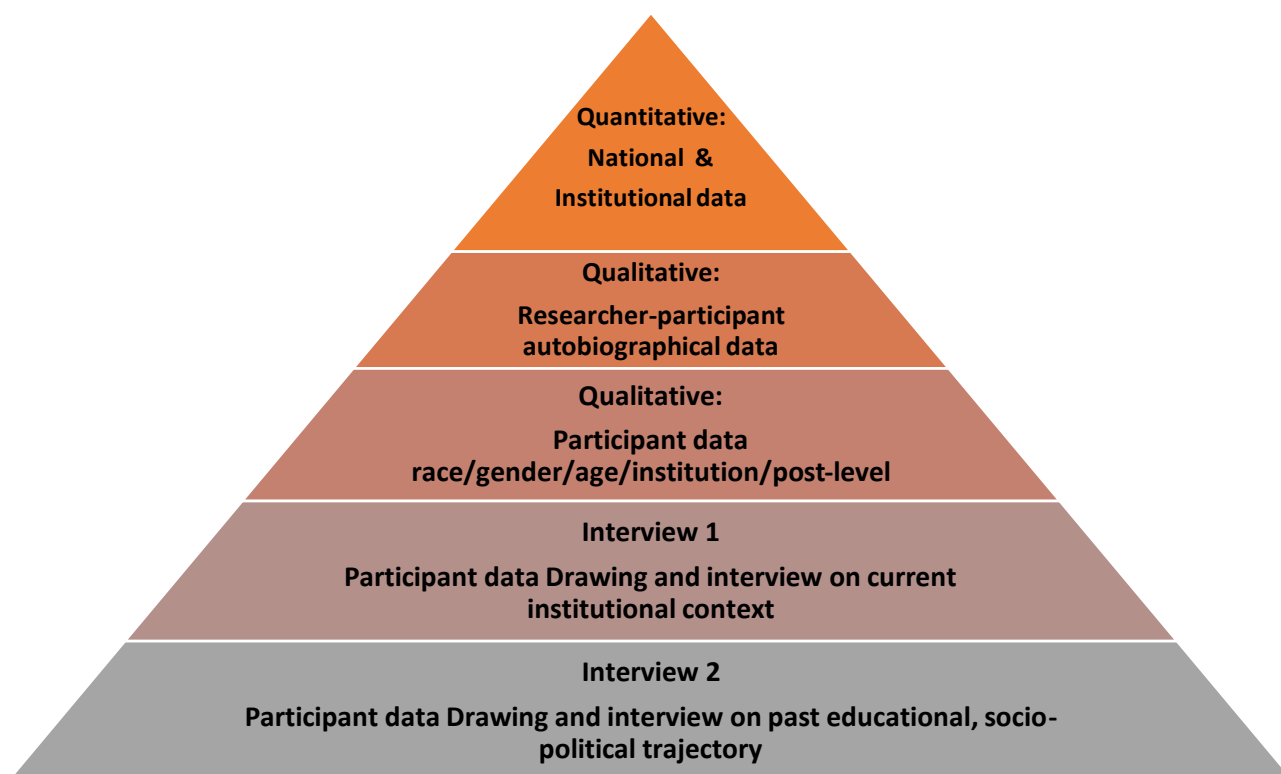 Quantitative:
National &
Institutional data
Qualitative:
Researcher-participant
autobiographical data
Qualitative:
Participant data
race/gender/age/institution/post-level
Interview 1
Participant data Drawing and interview on current
institutional context
Interview 2
Participant data Drawing and interview on past educational, socio-
political trajectory